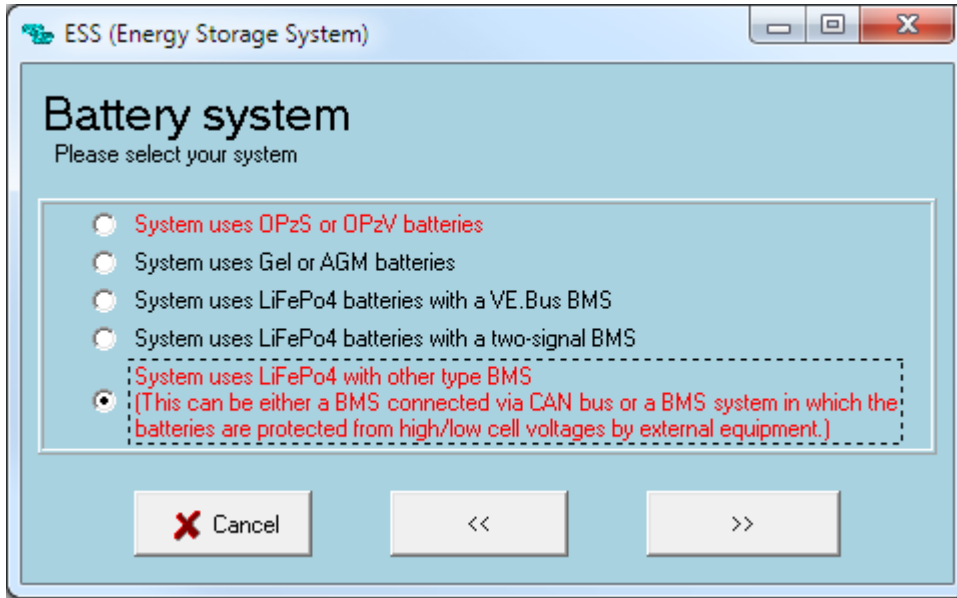 ESS (Energy Storage System)
Battery system
Please select your system
System uses OPzS or OPzV batteries
System uses Gel or AGM batteries
System uses LiFePo4 batteries with a VE.Bus BMS
System uses LiFePo4 batteries with a two-signal BMS
System uses LiFePo4 with other type BMS
(This can be either a BMS connected via CAN bus or a BMS system in which the
batteries are protected from high/low cell voltages by external equipment.)
Cancel
<<
>>